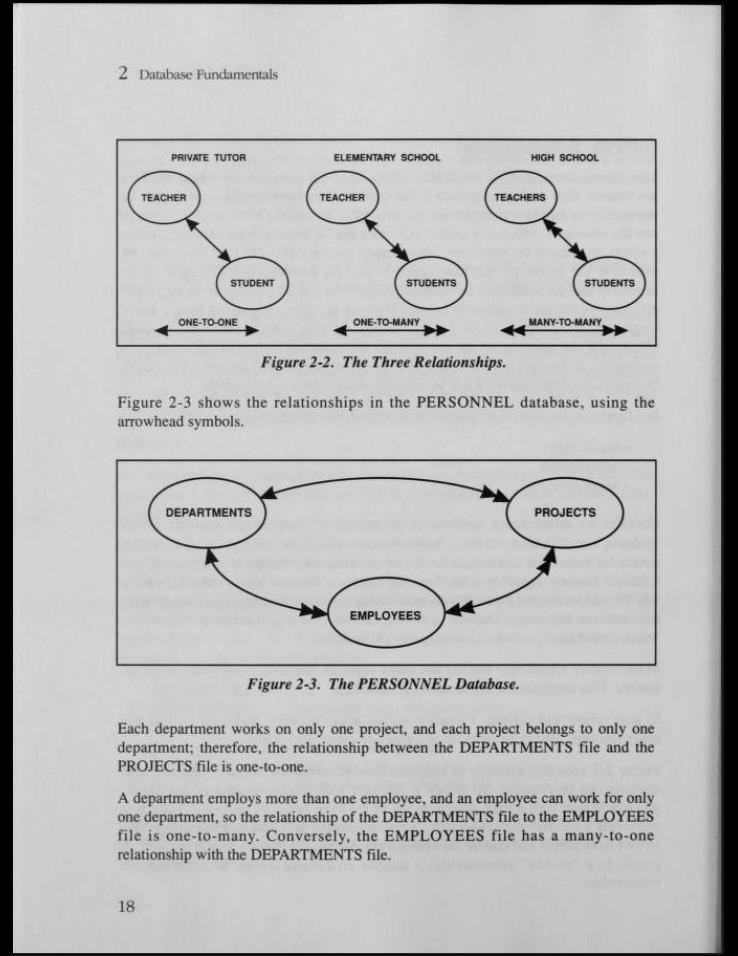 2 Database Fundamentals
PRIVATE TUTOR
ELEMENTARY SCHOOL
HIGH SCHOOL
TEACHER
TEACHER
TEACHERS
STUDENT
STUDENTS
STUDENTS
ONE-TO-ONE
ONE-TO-MANY
MANY-TO-MANY
Figure 2-2. The Three Relationships.
Figure 2-3 shows the relationships in the PERSONNEL database, using the
arrowhead symbols.
DEPARTMENTS
PROJECTS
EMPLOYEES
Figure 2-3. The PERSONNEL Database.
Each department works on only one project, and each project belongs to only one
department; therefore, the relationship between the DEPARTMENTS file and the
PROJECTS file is one-to-one.
A department employs more than one employee, and an employee can work for only
one department, so the relationship of the DEPARTMENTS file to the EMPLOYEES
file is one-to-many. Conversely, the EMPLOYEES file has a many-to-one
relationship with the DEPARTMENTS file.
18